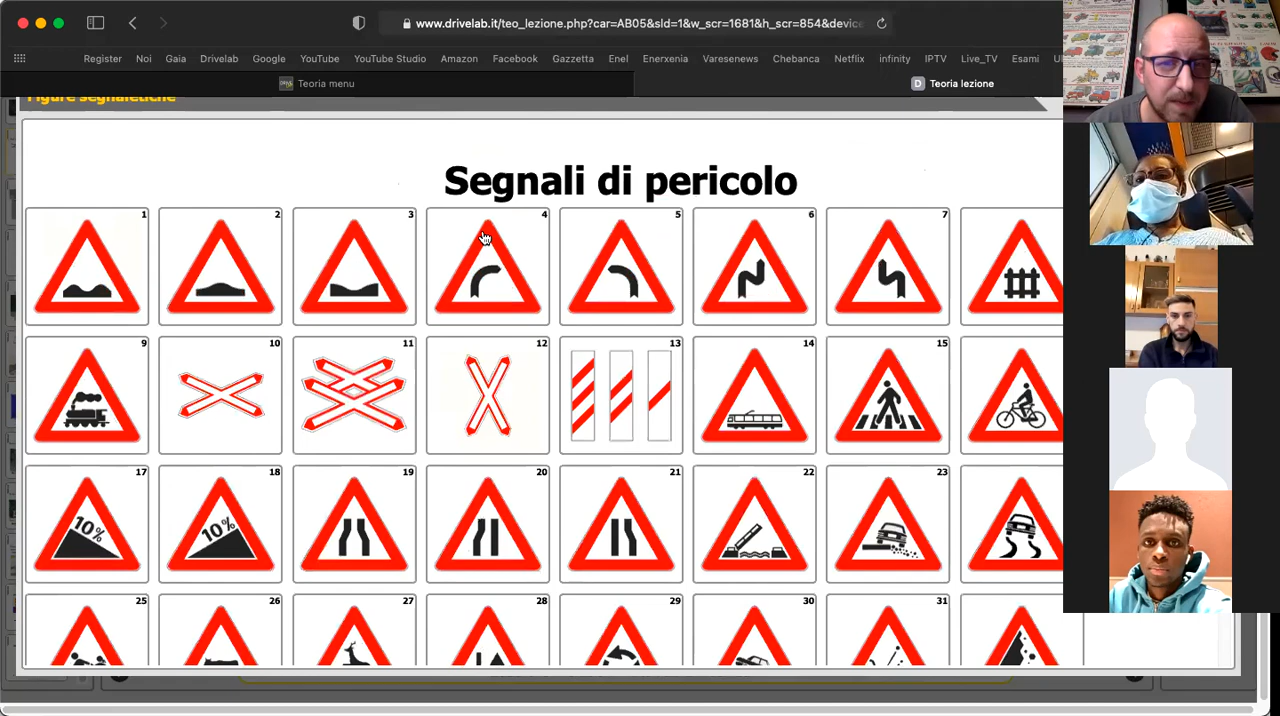 www.drivelab.it/teo_lezione.php?car=AB05&sld=1&w_scr=1681&h_scr=854&device
Register Noi Gaia Drivelab Google YouTube YouTube Studio Amazon Facebook Gazzetta Enel Enerxenia Varesenews Chebanca Netflix infinity IPTV Live_TV Esami
Teoria menu
D Teoria lezione
Figure segnaletiche
Segnali di pericolo
1 2 3 4 5 6 7
9 10 11 12 13 14 15
17 18 19 20 21 22 23
10% 10%
25 26 27 28 29 30 31